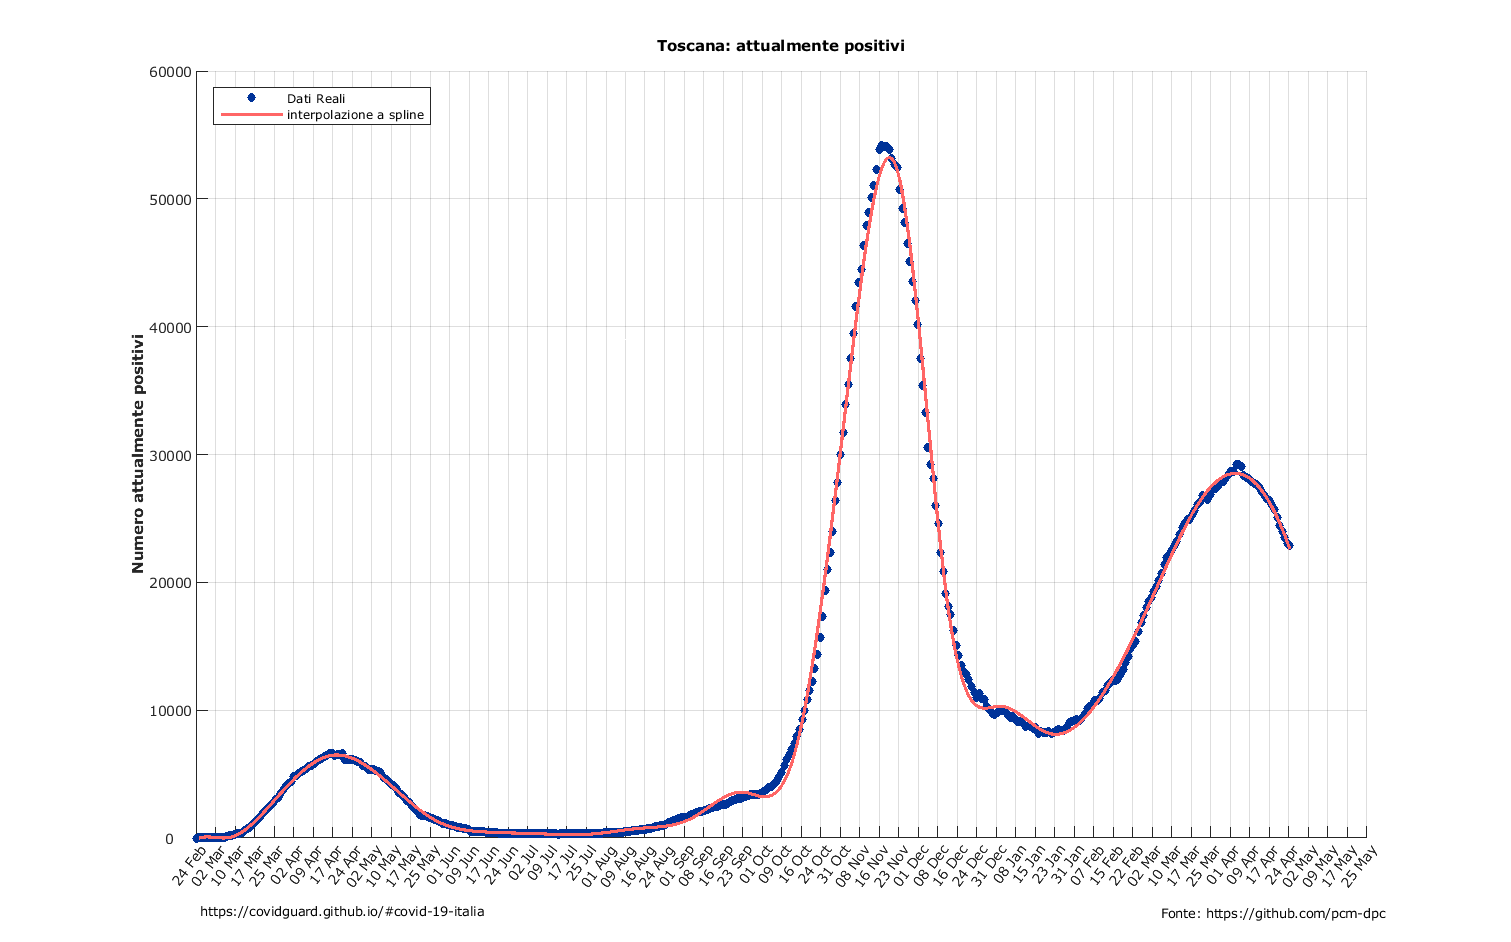 Toscana: attualmente positivi
60000
50000
40000
30000
20000
10000
0
Dati Reali
interpolazione a spline
Numero attualmente positivi
24 Feb
02 Mar
10 Mar
17 Mar
25 Mar
02 Apr
09 Apr
17 Apr
24 Apr
02 May
10 May
17 May
25 May
01 Jun
09 Jun
17 Jun
24 Jun
02 Jul
09 Jul
17 Jul
25 Jul
01 Aug
09 Aug
16 Aug
24 Aug
01 Sep
08 Sep
16 Sep
23 Sep
01 Oct
09 Oct
16 Oct
24 Oct
31 Oct
08 Nov
16 Nov
23 Nov
01 Dec
08 Dec
16 Dec
24 Dec
31 Dec
08 Jan
15 Jan
23 Jan
31 Jan
07 Feb
15 Feb
22 Feb
02 Mar
10 Mar
17 Mar
25 Mar
01 Apr
09 Apr
17 Apr
24 Apr
02 May
09 May
17 May
25 May
https://covidguard.github.io/#covid-19-italia
Fonte: https://github.com/pcm-dpc